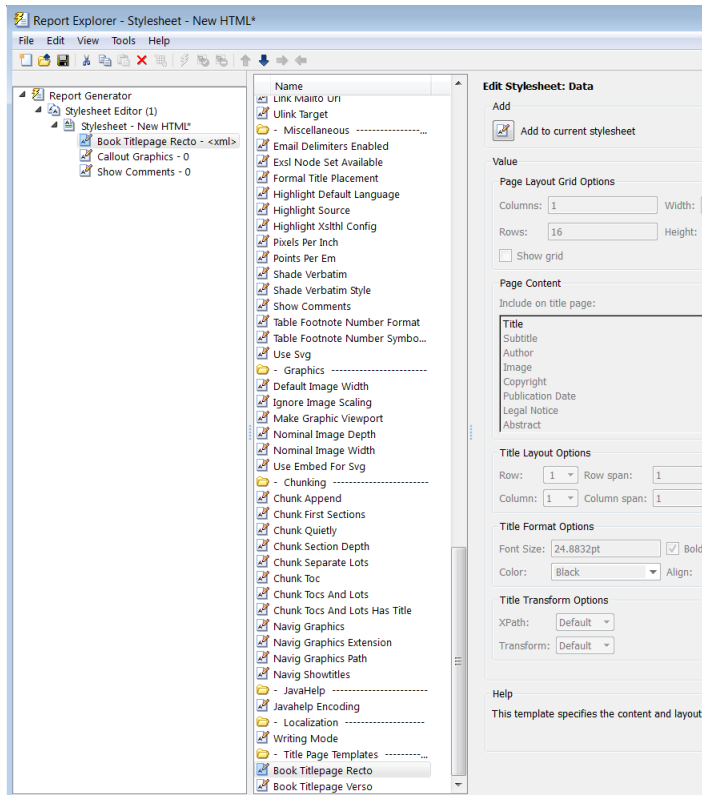 Report Explorer - Stylesheet - New HTML*
File Edit View Tools Help
Report Generator
Stylesheet Editor (1)
Stylesheet - New HTML*
Book Titlepage Recto - <xml>
Callout Graphics - 0
Show Comments - 0
Name
Link Mailto Url
Ulink Target
- Miscellaneous ----------------...
Email Delimiters Enabled
Exsl Node Set Available
Formal Title Placement
Highlight Default Language
Highlight Source
Highlight Xslthl Config
Pixels Per Inch
Points Per Em
Shade Verbatim
Shade Verbatim Style
Show Comments
Table Footnote Number Format
Table Footnote Number Symbo...
Use Svg
- Graphics ------------------------
Default Image Width
Ignore Image Scaling
Make Graphic Viewport
Nominal Image Depth
Nominal Image Width
Use Embed For Svg
- Chunking ------------------------
Chunk Append
Chunk First Sections
Chunk Quietly
Chunk Section Depth
Chunk Separate Lots
Chunk Toc
Chunk Tocs And Lots
Chunk Tocs And Lots Has Title
Navig Graphics
Navig Graphics Extension
Navig Graphics Path
Navig Showtitles
- JavaHelp ------------------------
Javahelp Encoding
- Localization --------------------
Writing Mode
- Title Page Templates ---------...
Book Titlepage Recto
Book Titlepage Verso
Edit Stylesheet: Data
Add
Add to current stylesheet
Value
Page Layout Grid Options
Columns: 1 Width:
Rows: 16 Height:
Show grid
Page Content
Include on title page:
Title
Subtitle
Author
Image
Copyright
Publication Date
Legal Notice
Abstract
Title Layout Options
Row: 1 Row span: 1
Column: 1 Column span: 1
Title Format Options
Font Size: 24.8832pt Bold
Color: Black Align:
Title Transform Options
XPath: Default
Transform: Default
Help
This template specifies the content and layout